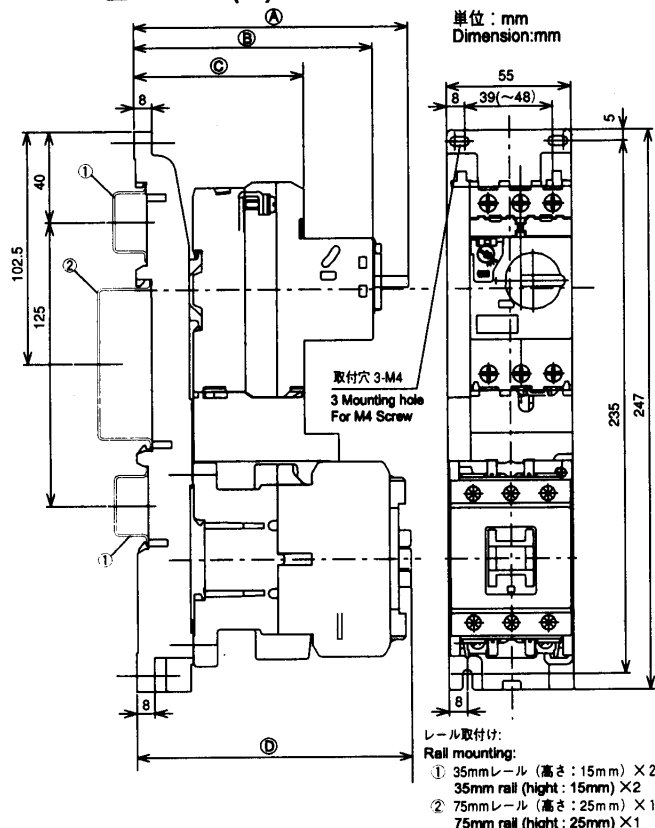 単位：mm
Dimension:mm
Ⓐ
Ⓑ
Ⓒ
8
55
8
39(～48)
5
40
102.5
125
①
②
①
取付穴 3-M4
3 Mounting hole
For M4 Screw
235
247
8
8
Ⓓ
レール取付け:
Rail mounting:
① 35mmレール（高さ：15mm）×2
35mm rail (hight : 15mm) ×2
② 75mmレール（高さ：25mm）×1
75mm rail (hight : 25mm) ×1